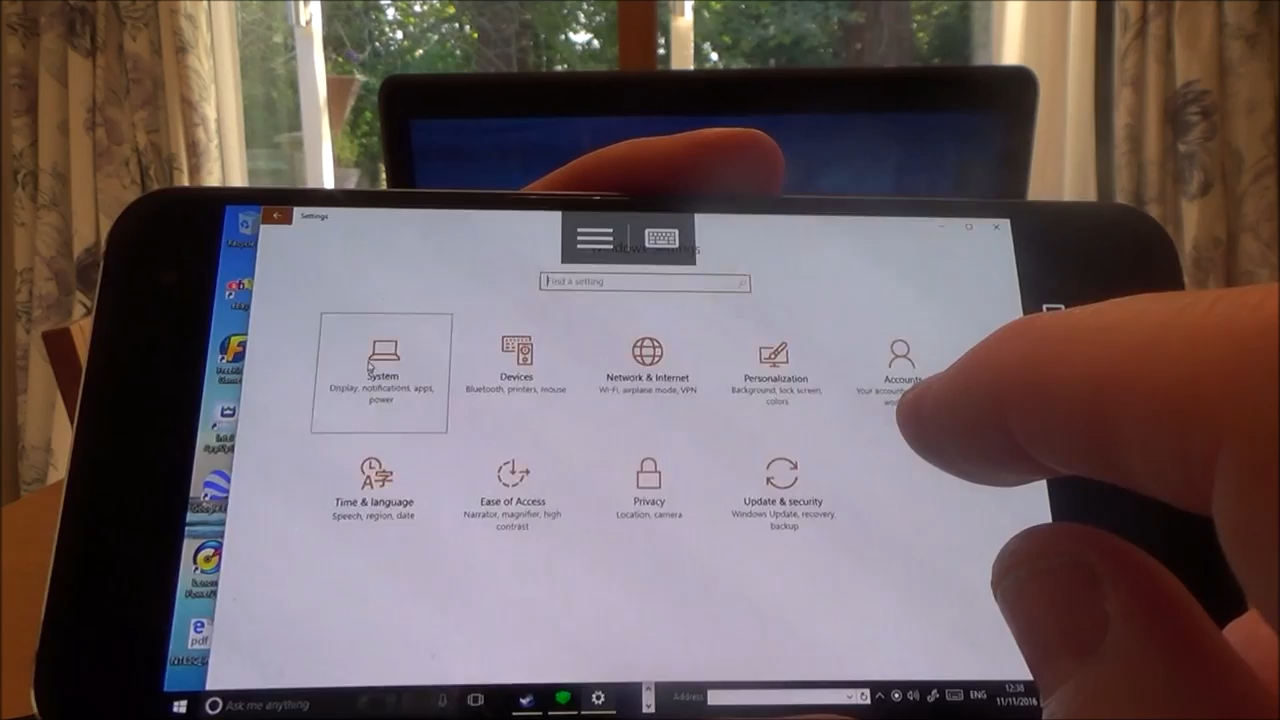 Settings
Find a setting
System
Display, notifications, apps,
power
Devices
Bluetooth, printers, mouse
Network & Internet
Wi-Fi, airplane mode, VPN
Personalization
Background, lock screen,
colors
Accounts
Time & language
Speech, region, date
Ease of Access
Narrator, magnifier, high
contrast
Privacy
Location, camera
Update & security
Windows Update, recovery,
backup
pdf
Ask me anything
Address
ENG
12:38
11/11/2016